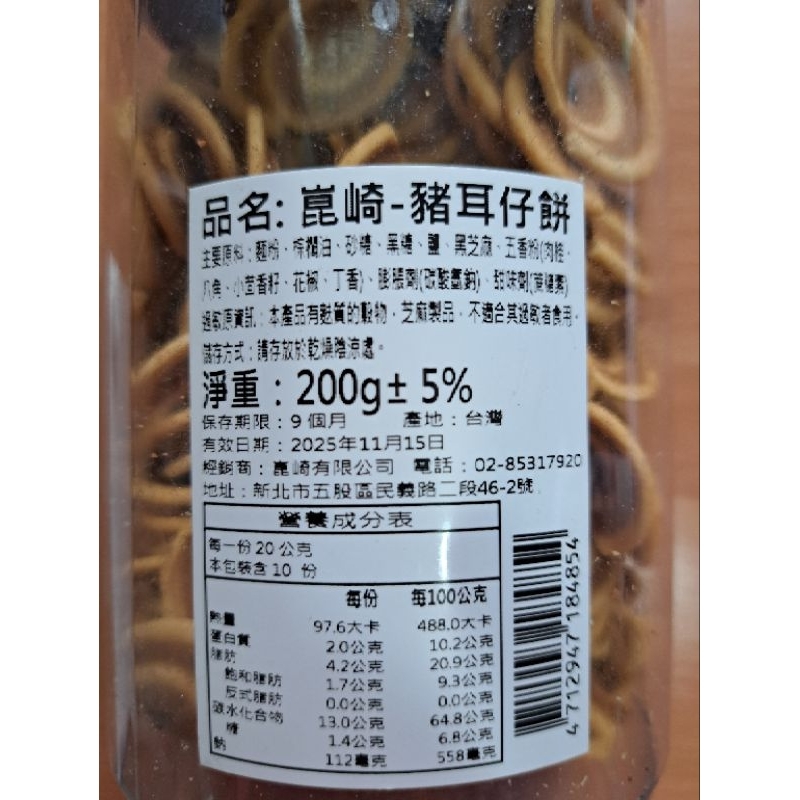 品名: 崑崎-豬耳仔餅
主要原料：麵粉、棕櫚油、砂糖、黑糖、鹽、黑芝麻、五香粉(肉桂、
八角、小茴香籽、花椒、丁香)、膨脹劑(碳酸氫鈉)、甜味劑(蔗糖素)
過敏原資訊：本產品有麩質的穀物、芝麻製品，不適合其過敏者食用。
儲存方式：請存放於乾燥陰涼處。
淨重：200g± 5%
保存期限：9 個月 產地：台灣
有效日期：2025年11月15日
經銷商：崑崎有限公司 電話：02-85317920
地址：新北市五股區民義路二段46-2號
營養成分表
每一份 20 公克
本包裝含 10 份
每份 每100公克
熱量 97.6大卡 488.0大卡
蛋白質 2.0公克 10.2公克
脂肪 4.2公克 20.9公克
飽和脂肪 1.7公克 9.3公克
反式脂肪 0.0公克 0.0公克
碳水化合物 13.0公克 64.8公克
糖 1.4公克 6.8公克
鈉 112毫克 558毫克
4 712947 184854